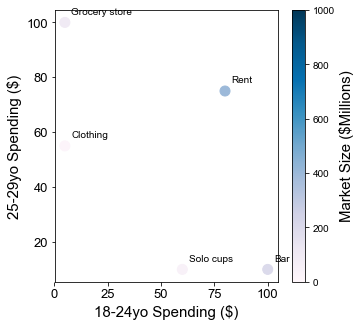 Grocery store
Rent
Clothing
Solo cups
Bar
100
80
60
40
20
0
25
50
75
100
25-29yo Spending ($)
18-24yo Spending ($)
1000
800
600
400
200
0
Market Size ($Millions)